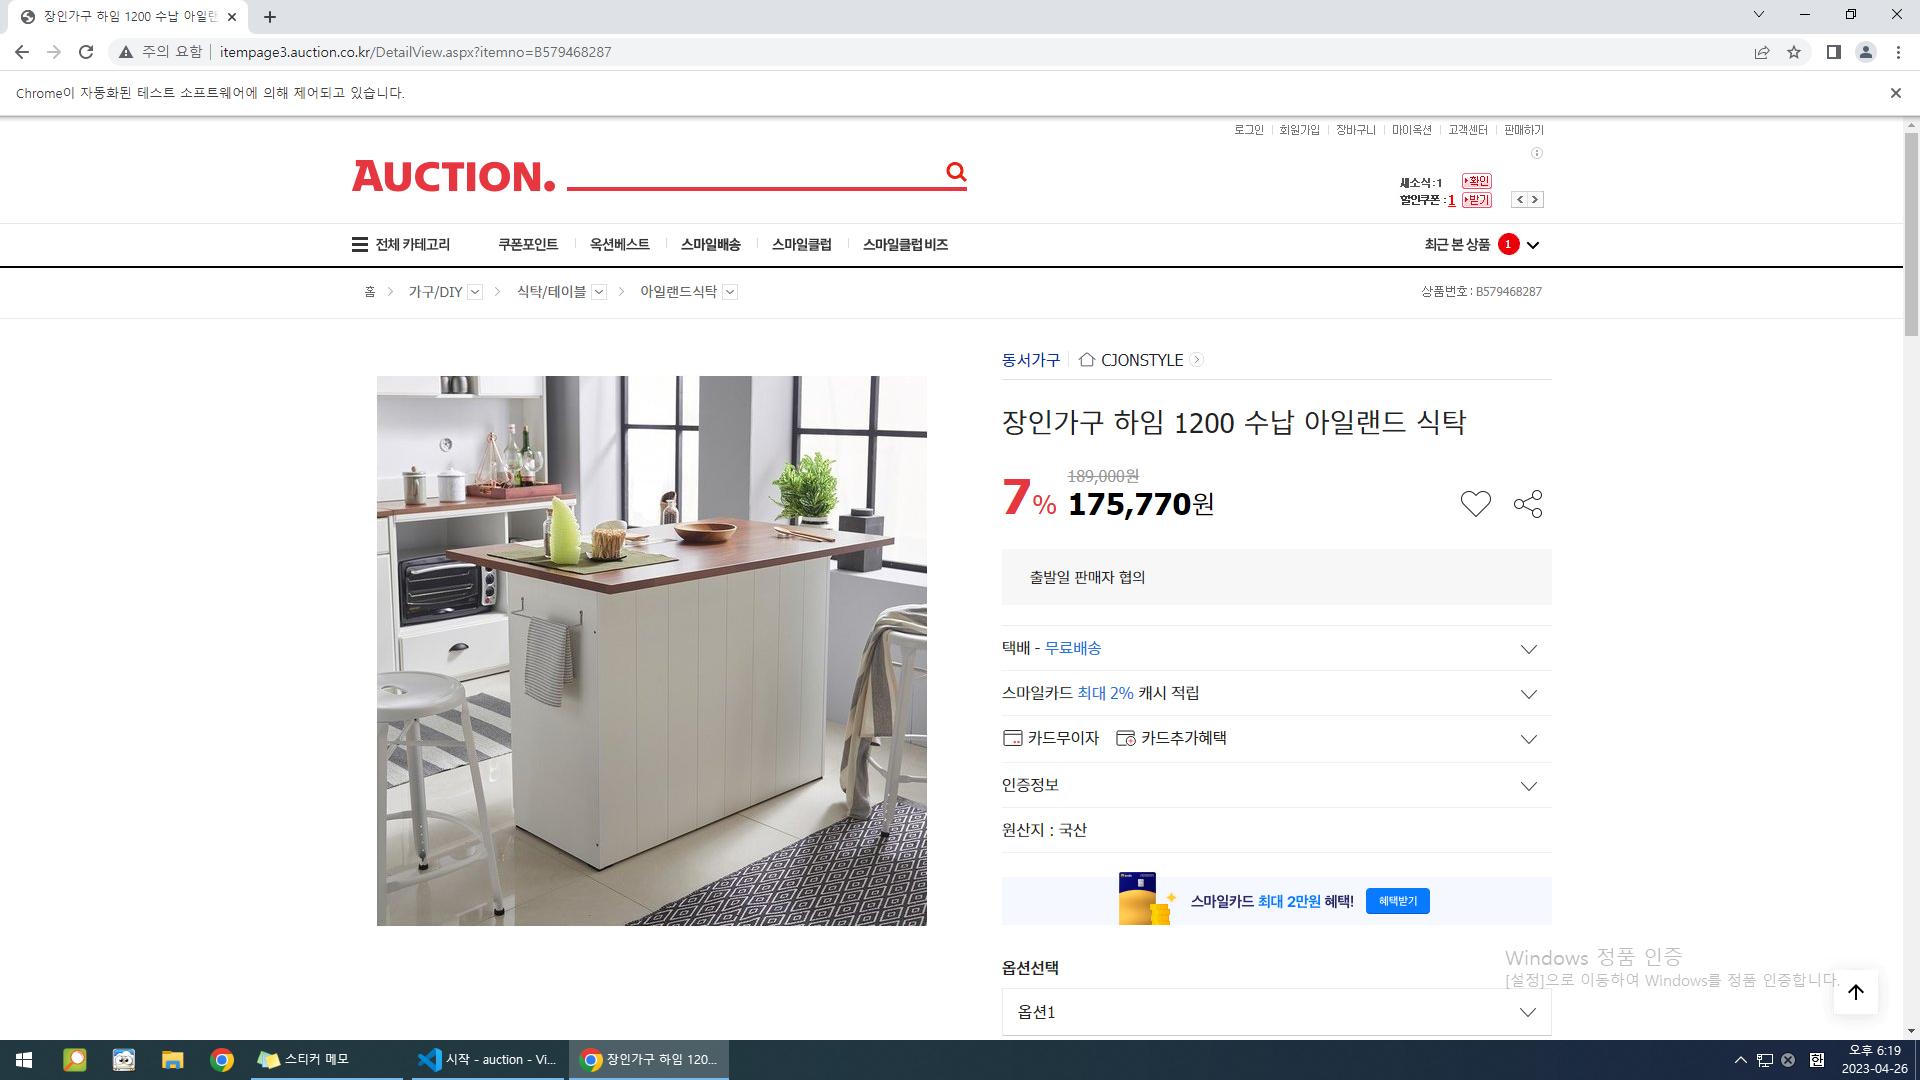 장인가구 하임 1200 수납 아일랜
주의 요함 itempage3.auction.co.kr/DetailView.aspx?itemno=B579468287
Chrome이 자동화된 테스트 소프트웨어에 의해 제어되고 있습니다.
로그인 회원가입 장바구니 마이옥션 고객센터 판매하기
AUCTION.
새소식:1 확인
할인쿠폰:1 받기
전체 카테고리 쿠폰포인트 옥션베스트 스마일배송 스마일클럽 스마일클럽 비즈 최근 본 상품 1
홈 > 가구/DIY > 식탁/테이블 > 아일랜드식탁 상품번호 : B579468287
동서가구 CJONSTYLE
장인가구 하임 1200 수납 아일랜드 식탁
189,000원
7% 175,770원
출발일 판매자 협의
택배 - 무료배송
스마일카드 최대 2% 캐시 적립
카드무이자 카드추가혜택
인증정보
원산지 : 국산
스마일카드 최대 2만원 혜택! 혜택받기
옵션선택
옵션1
Windows 정품 인증
[설정]으로 이동하여 Windows를 정품 인증합니다.
스티커 메모 시작 - auction - Vi... 장인가구 하임 120... 한 오후 6:19
2023-04-26